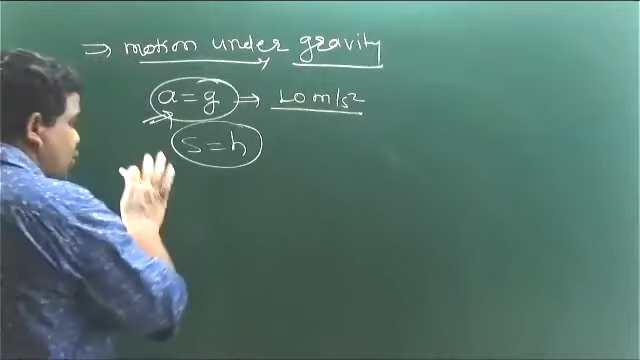 ⇒ motion under gravity
a = g ⇒ 10 m/s²
s = h